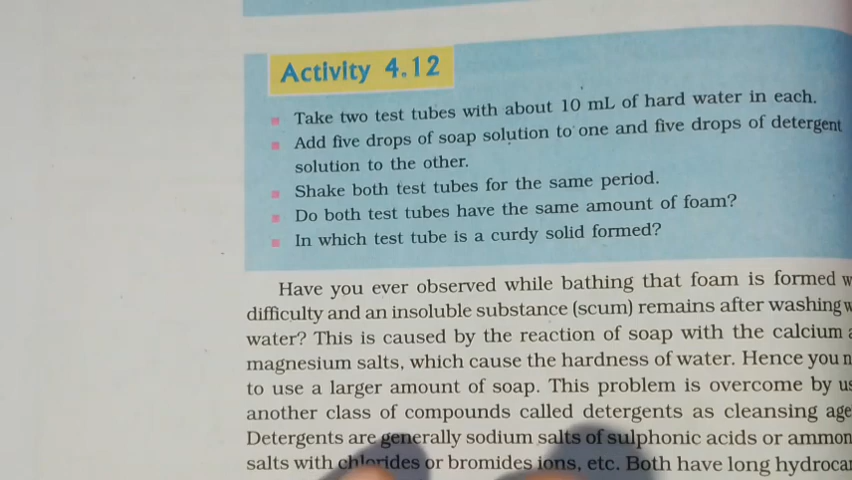 Activity 4.12
Take two test tubes with about 10 mL of hard water in each.
Add five drops of soap solution to one and five drops of detergent
solution to the other.
Shake both test tubes for the same period.
Do both test tubes have the same amount of foam?
In which test tube is a curdy solid formed?
Have you ever observed while bathing that foam is formed
difficulty and an insoluble substance (scum) remains after washing
water? This is caused by the reaction of soap with the calcium
magnesium salts, which cause the hardness of water. Hence you
to use a larger amount of soap. This problem is overcome by
another class of compounds called detergents as cleansing
Detergents are generally sodium salts of sulphonic acids or
salts with chlorides or bromides ions, etc. Both have long